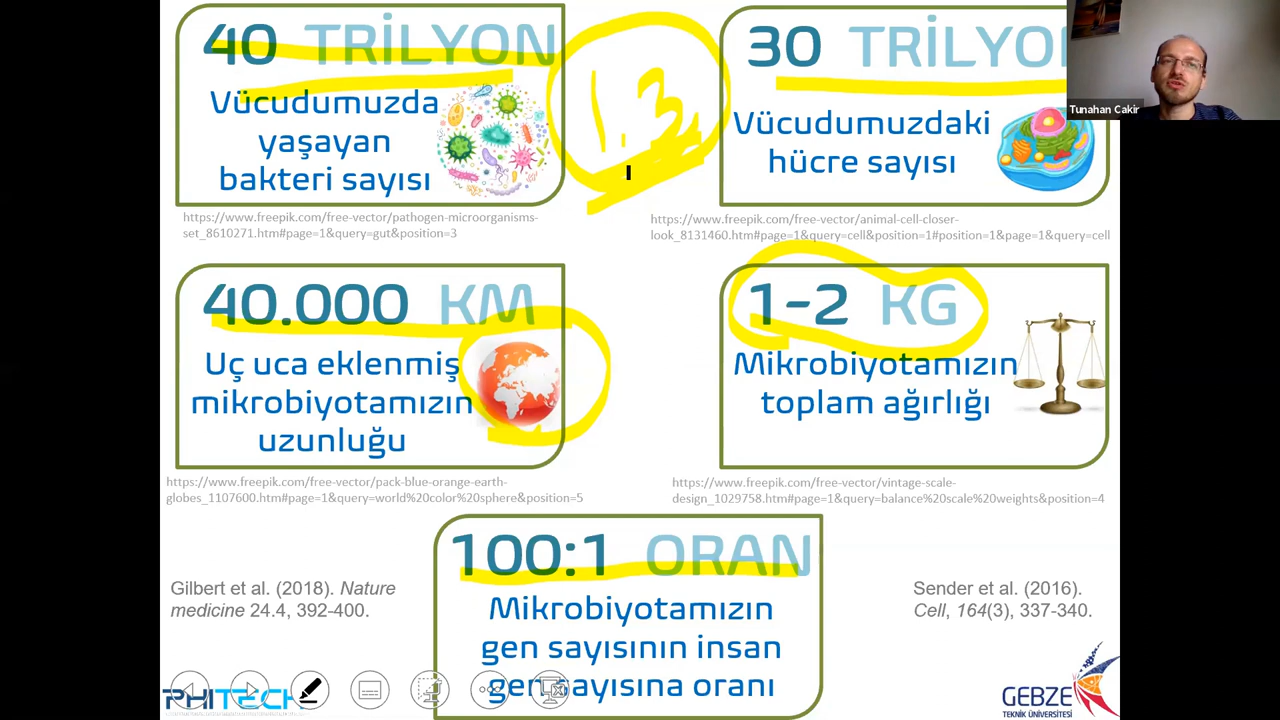 40 TRİLYON
Vücudumuzda
yaşayan
bakteri sayısı
https://www.freepik.com/free-vector/pathogen-microorganisms-
set_8610271.htm#page=1&query=gut&position=3
1.3
30 TRİLYO
Vücudumuzdaki
hücre sayısı
https://www.freepik.com/free-vector/animal-cell-closer-
look_8131460.htm#page=1&query=cell&position=1#position=1&page=1&query=cell
Tunahan Cakir
40.000 KM
Uç uca eklenmiş
mikrobiyotamızın
uzunluğu
https://www.freepik.com/free-vector/pack-blue-orange-earth-
globes_1107600.htm#page=1&query=world%20color%20sphere&position=5
1-2 KG
Mikrobiyotamızın
toplam ağırlığı
https://www.freepik.com/free-vector/vintage-scale-
design_1029758.htm#page=1&query=balance%20scale%20weights&position=4
100:1 ORAN
Mikrobiyotamızın
gen sayısının insan
gen sayısına oranı
Gilbert et al. (2018). Nature
medicine 24.4, 392-400.
Sender et al. (2016).
Cell, 164(3), 337-340.
PHITECH
GEBZE
TEKNİK ÜNİVERSİTESİ